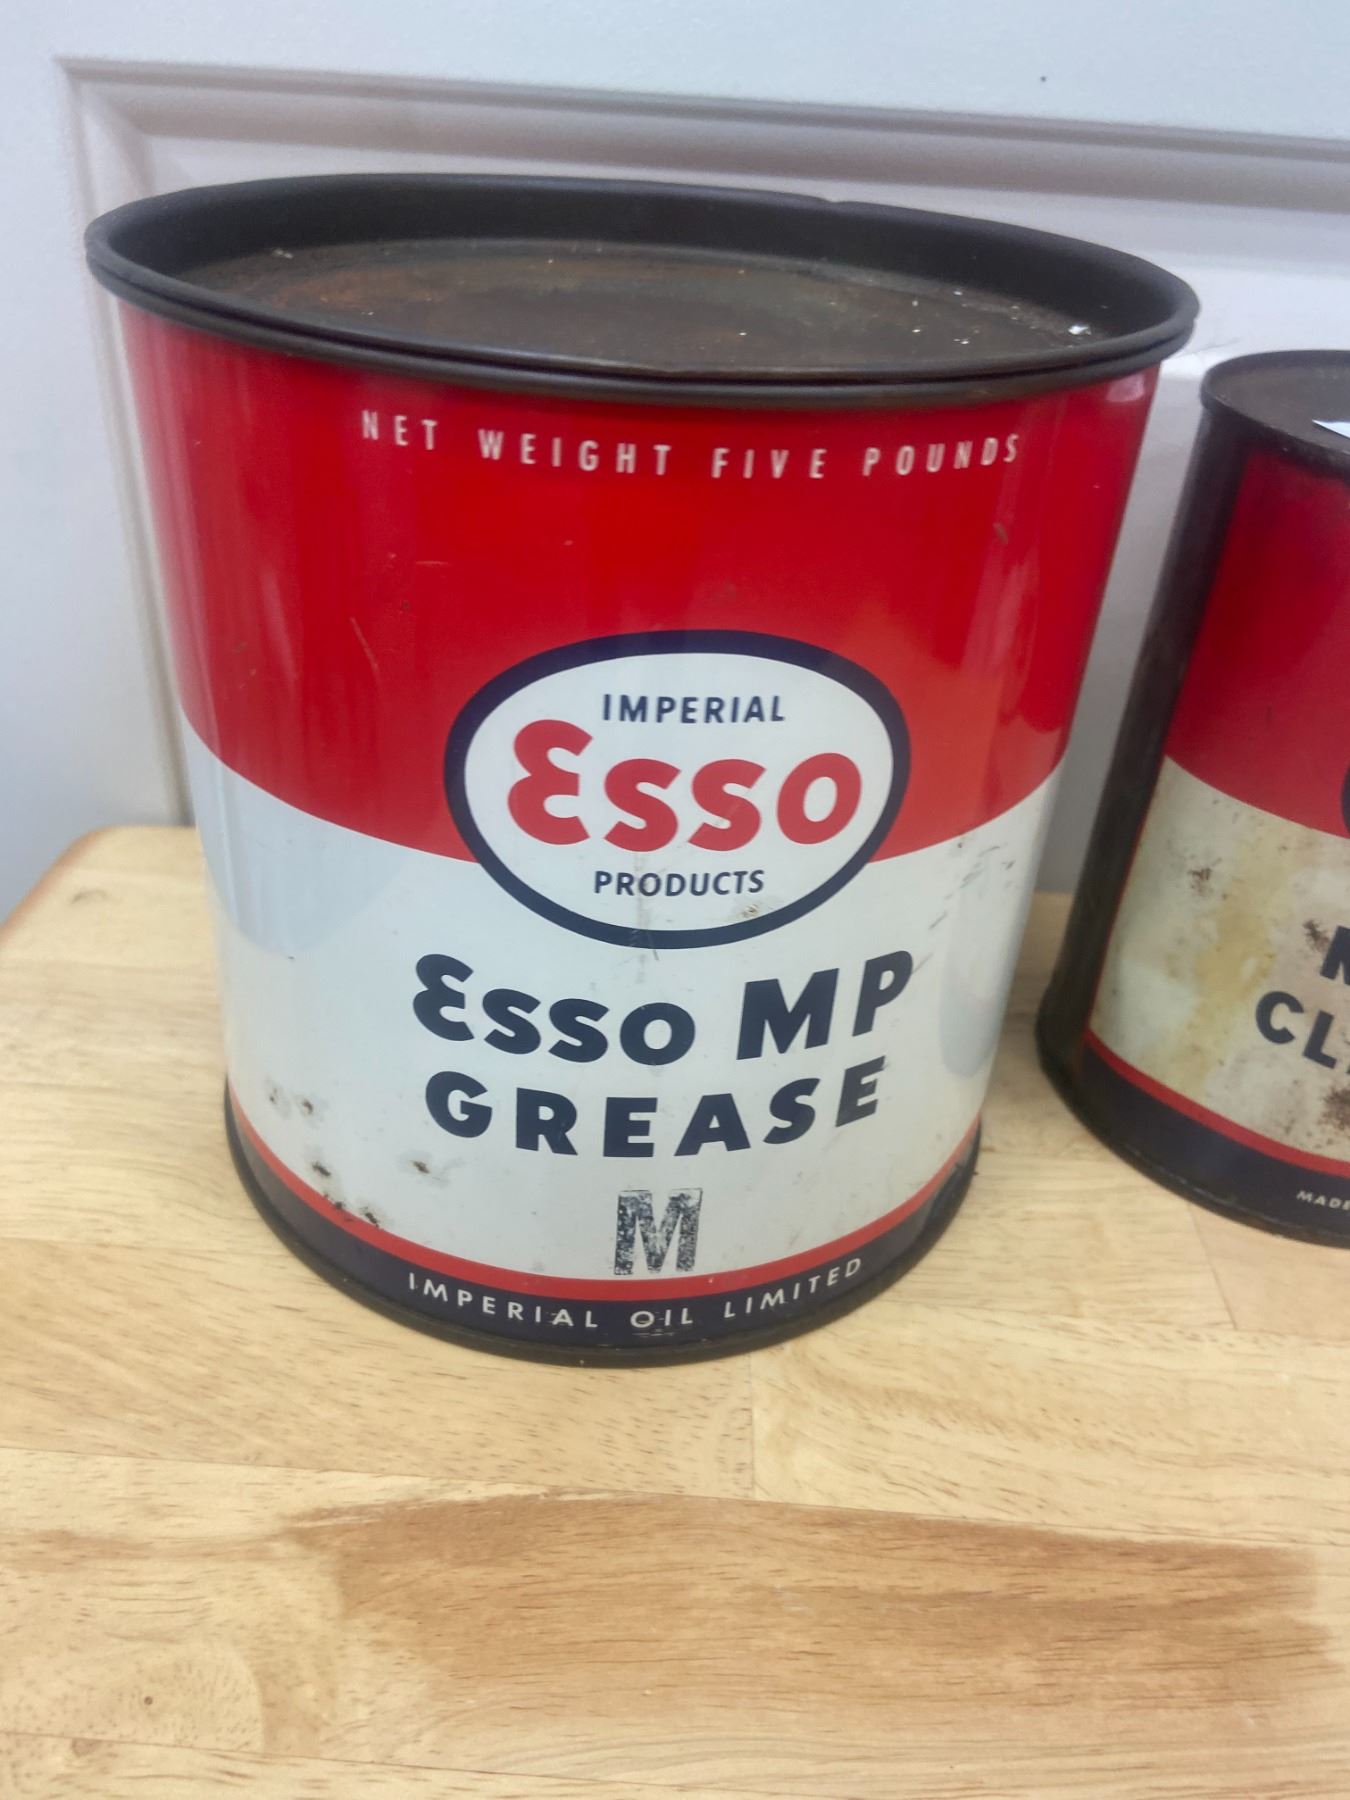 NET WEIGHT FIVE POUNDS
IMPERIAL
Esso
PRODUCTS
Esso MP
GREASE
M
IMPERIAL OIL LIMITED